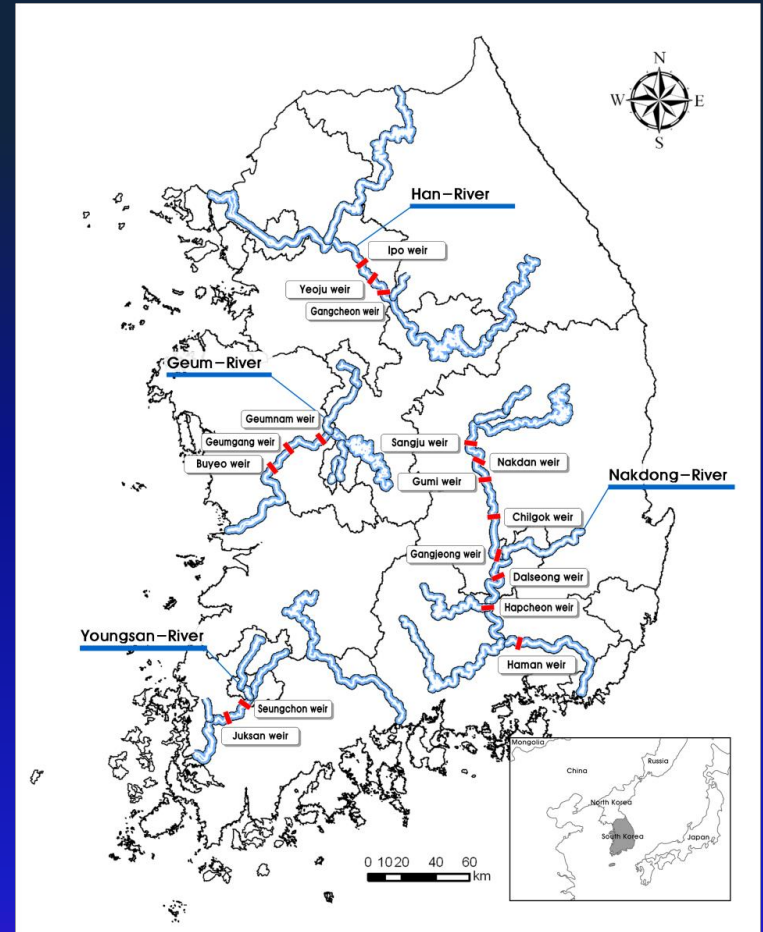 N
W E
S
Han-River
Ipo weir
Yeoju weir
Gangcheon weir
Geum-River
Geumnam weir
Geumgang weir
Buyeo weir
Sangju weir
Nakdan weir
Gumi weir
Nakdong-River
Chilgok weir
Gangjeong weir
Dalseong weir
Hapcheon weir
Haman weir
Youngsan-River
Seungchon weir
Juksan weir
Mongolia
Russia
China
North Korea
South Korea
Japan
0 10 20 40 60
km